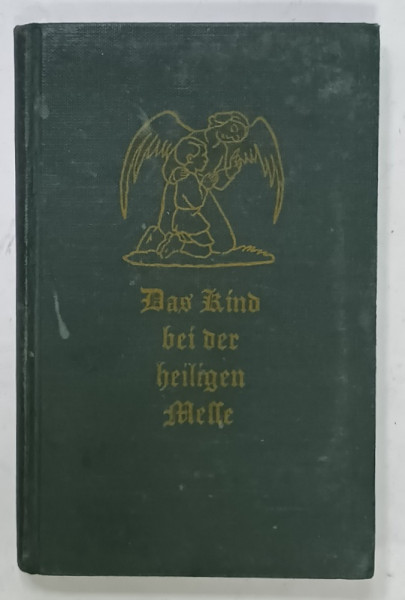 Das Kind
bei der
heiligen
Meſſe